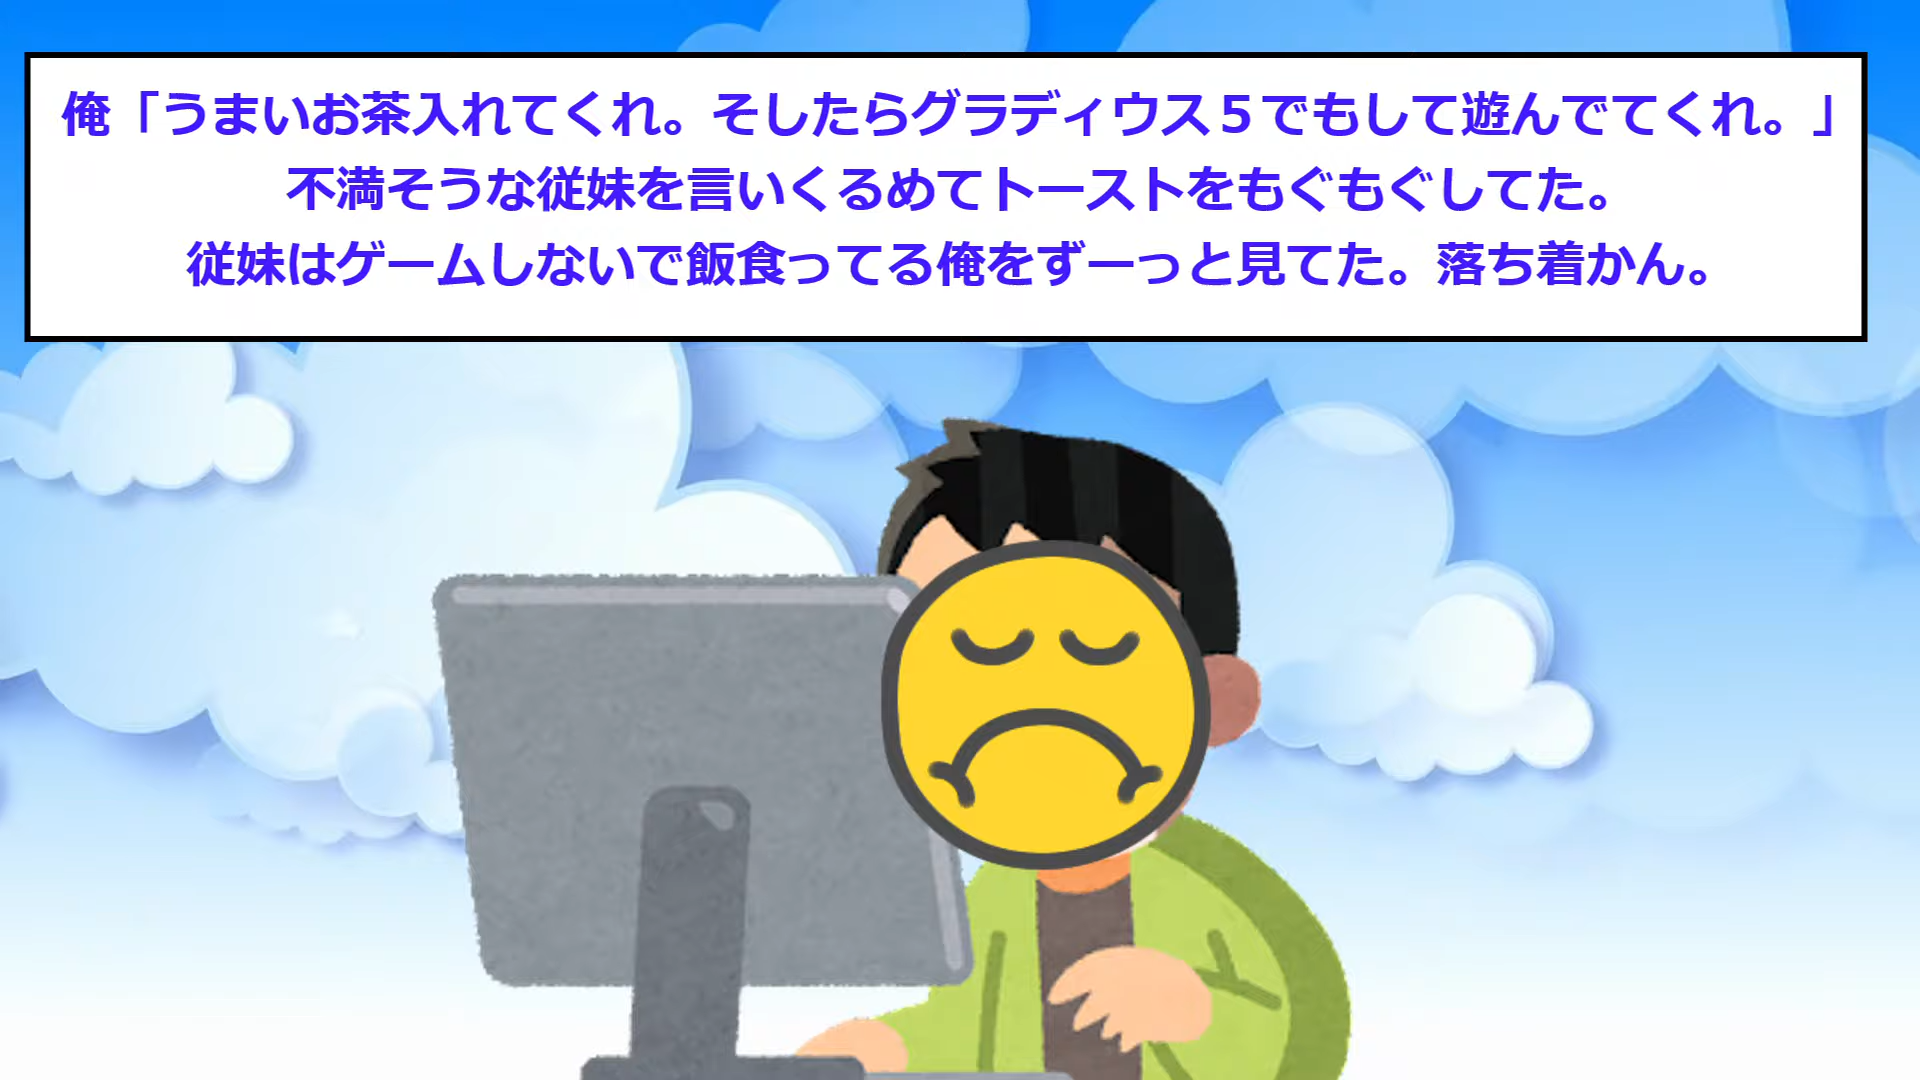 俺「うまいお茶入れてくれ。そしたらグラディウス５でもして遊んでてくれ。」
不満そうな従妹を言いくるめてトーストをもぐもぐしてた。
従妹はゲームしないで飯食ってる俺をずーっと見てた。落ち着かん。